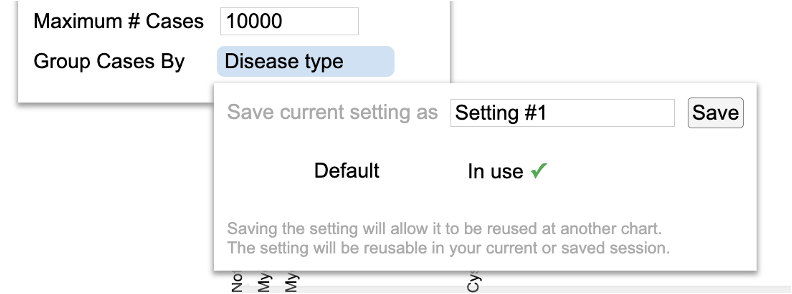 Maximum # Cases 10000
Group Cases By Disease type
Save current setting as Setting #1 Save
Default In use ✓
Saving the setting will allow it to be reused at another chart.
The setting will be reusable in your current or saved session.
No
My
My